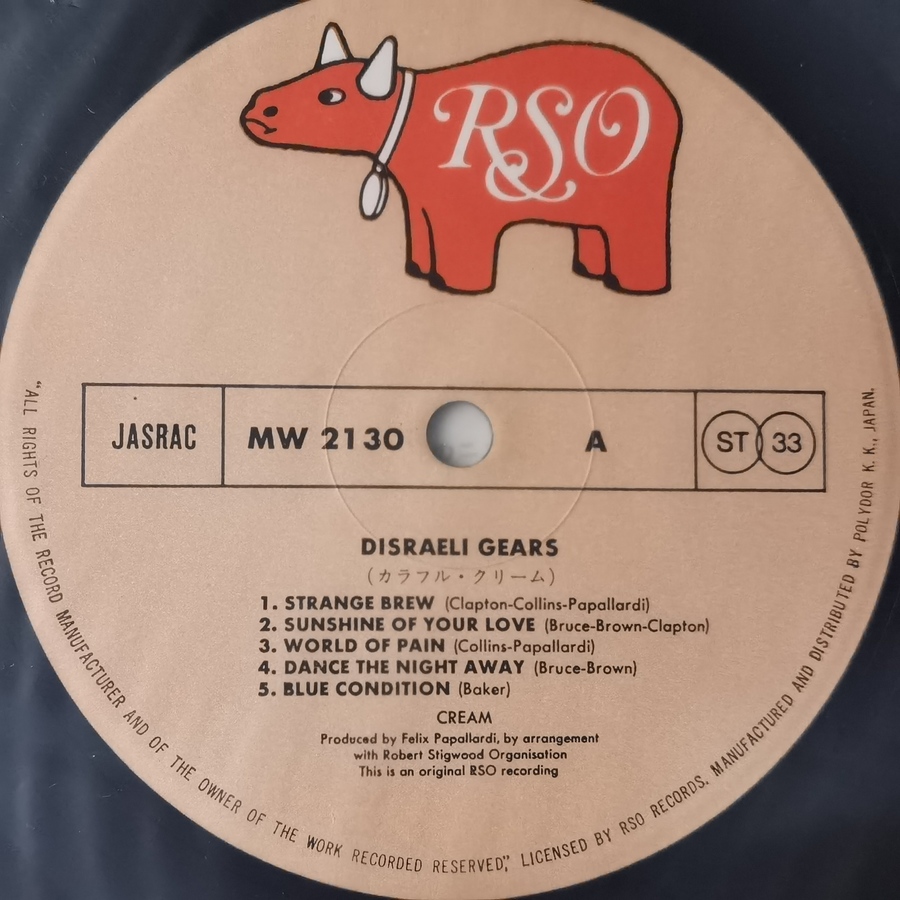 RSO
JASRAC
MW 2130
A
ST 33
DISRAELI GEARS
(カラフル・クリーム)
1. STRANGE BREW (Clapton-Collins-Papallardi)
2. SUNSHINE OF YOUR LOVE (Bruce-Brown-Clapton)
3. WORLD OF PAIN (Collins-Papallardi)
4. DANCE THE NIGHT AWAY (Bruce-Brown)
5. BLUE CONDITION (Baker)
CREAM
Produced by Felix Papallardi, by arrangement
with Robert Stigwood Organisation
This is an original RSO recording
"ALL RIGHTS OF THE RECORD MANUFACTURER AND OF THE OWNER OF THE WORK RECORDED RESERVED", LICENSED BY RSO RECORDS. MANUFACTURED AND DISTRIBUTED BY POLYDOR K. K., JAPAN.